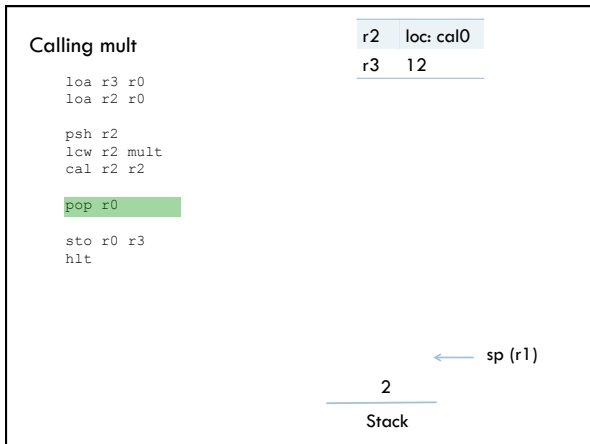 Calling mult
loa r3 r0
loa r2 r0
psh r2
lcw r2 mult
cal r2 r2
pop r0
sto r0 r3
hlt
r2 loc: cal0
r3 12
sp (r1)
2
Stack